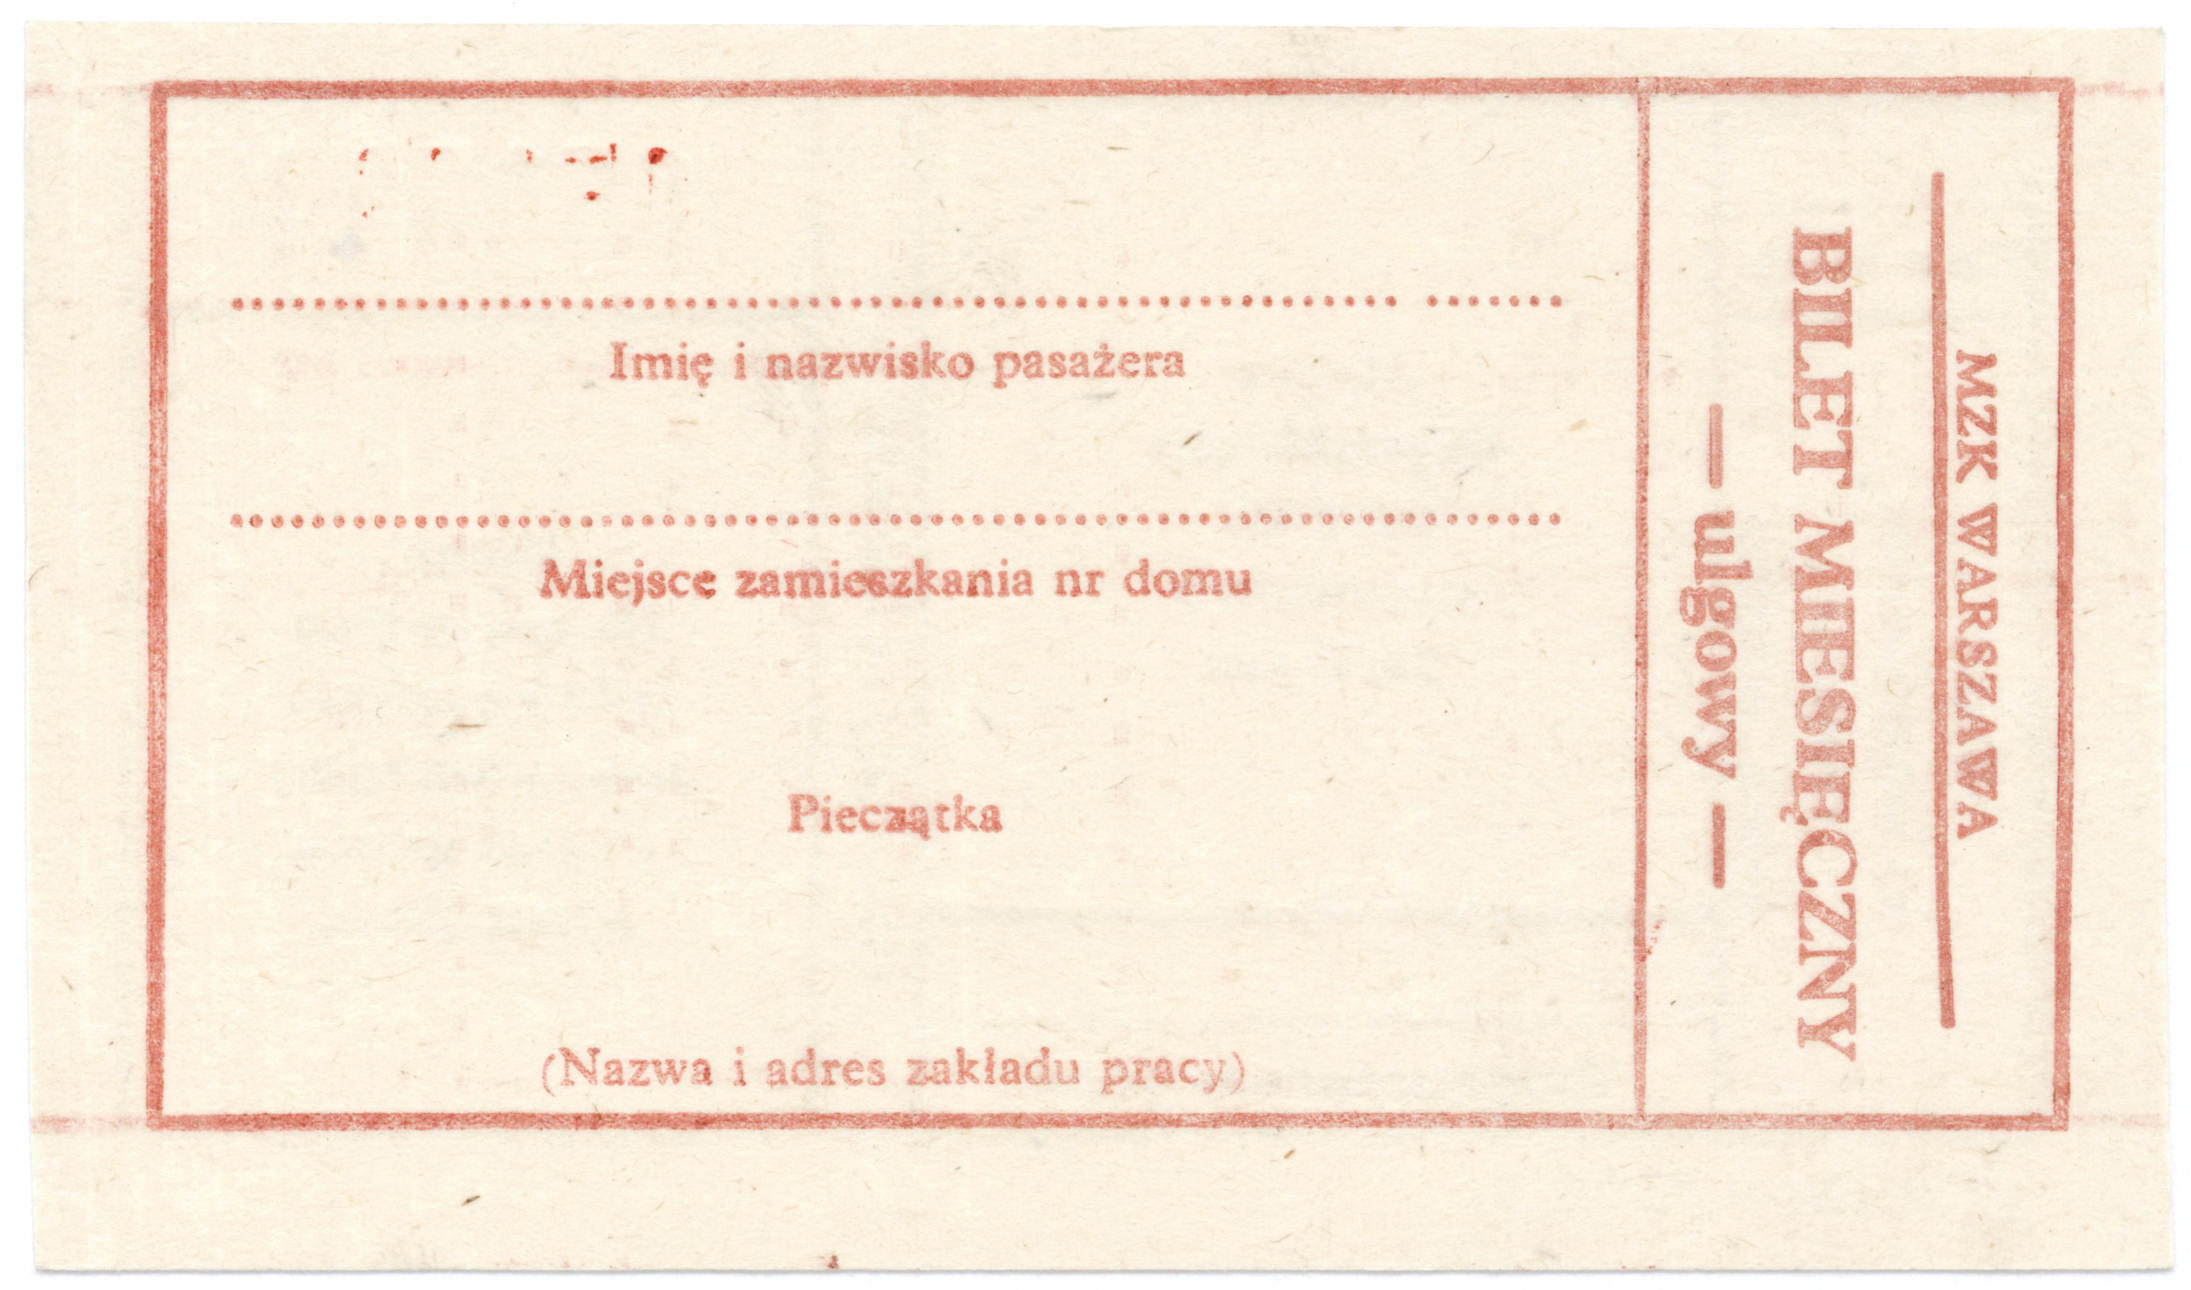 Imię i nazwisko pasażera
Miejsce zamieszkania nr domu
Pieczątka
(Nazwa i adres zakładu pracy)
MZK WARSZAWA
BILET MIESIĘCZNY
— ulgowy —